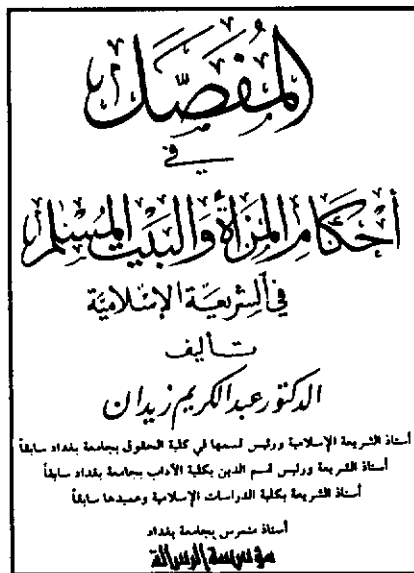 المفصل
في
أحكام المرأة والبيت المسلم
في الشريعة الإسلامية
تأليف
الدكتور عبد الكريم زيدان
أستاذ الشريعة الإسلامية ورئيس قسمها في كلية الحقوق بجامعة بغداد سابقاً
أستاذ الشريعة ورئيس قسم الدين بكلية الآداب بجامعة بغداد سابقاً
أستاذ الشريعة بكلية الدراسات الإسلامية وعميدها سابقاً
أستاذ متمرس بجامعة بغداد
مؤسسة الرسالة